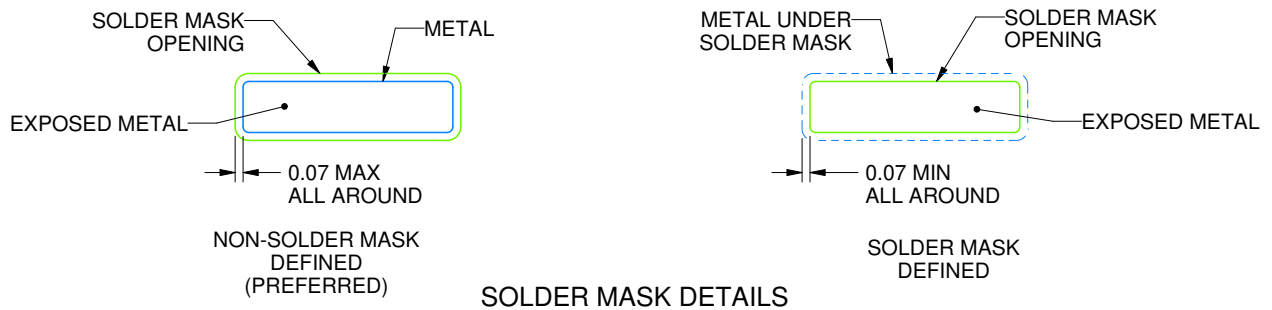 SOLDER MASK
OPENING
METAL
EXPOSED METAL
0.07 MAX
ALL AROUND
NON-SOLDER MASK
DEFINED
(PREFERRED)
METAL UNDER
SOLDER MASK
SOLDER MASK
OPENING
EXPOSED METAL
0.07 MIN
ALL AROUND
SOLDER MASK
DEFINED
SOLDER MASK DETAILS